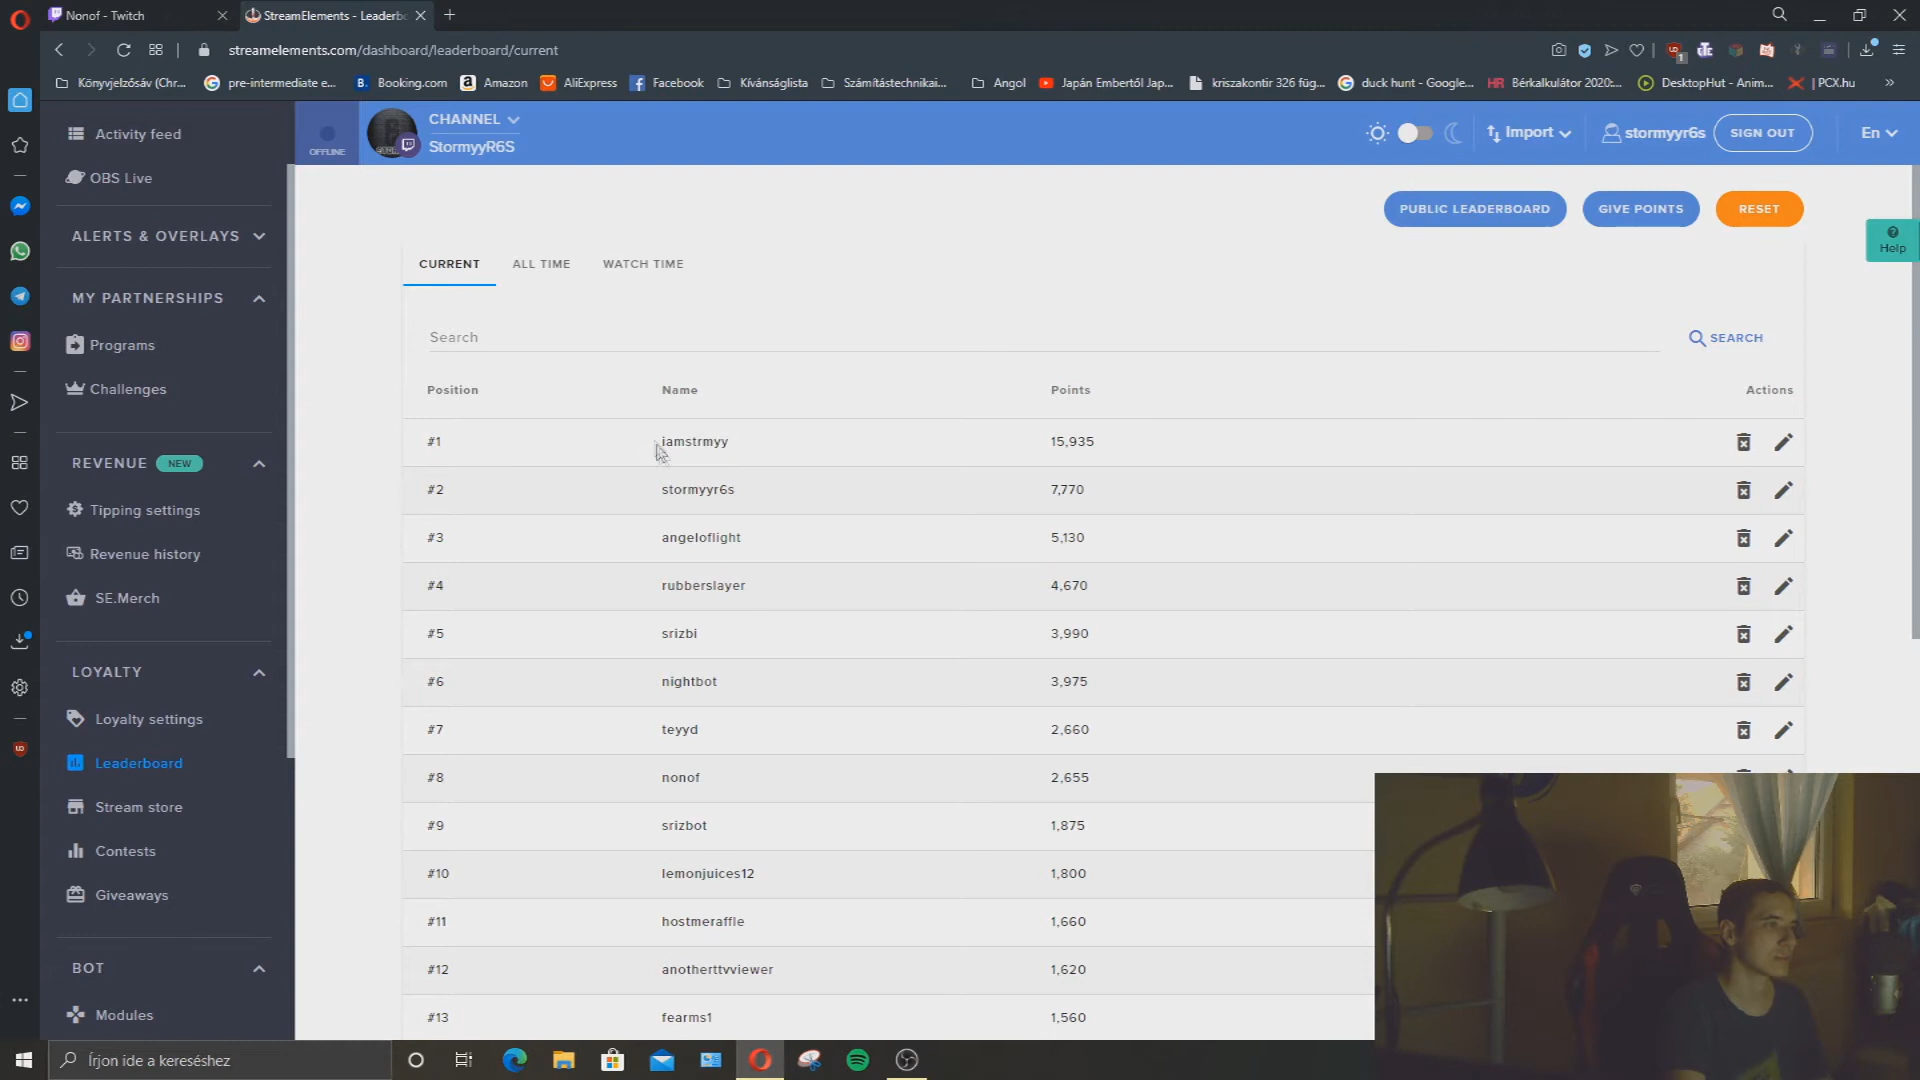 Nonof - Twitch
StreamElements - Leaderbo
streamelements.com/dashboard/leaderboard/current
Könyvjelzősáv (Chr...
pre-intermediate e...
Booking.com
Amazon
AliExpress
Facebook
Kívánságlista
Számítástechnikai...
Angol
Japán Embertől Jap...
kriszakontir 326 füg...
duck hunt - Google...
Bérkalkulátor 2020:...
DesktopHut - Anim...
| PCX.hu
Activity feed
OBS Live
ALERTS & OVERLAYS
MY PARTNERSHIPS
Programs
Challenges
REVENUE NEW
Tipping settings
Revenue history
SE.Merch
LOYALTY
Loyalty settings
Leaderboard
Stream store
Contests
Giveaways
BOT
Modules
OFFLINE
CHANNEL
StormyyR6S
Import
stormyyr6s
SIGN OUT
En
PUBLIC LEADERBOARD
GIVE POINTS
RESET
Help
CURRENT
ALL TIME
WATCH TIME
Search
SEARCH
Position Name Points Actions
#1 iamstrmyy 15,935
#2 stormyyr6s 7,770
#3 angeloflight 5,130
#4 rubberslayer 4,670
#5 srizbi 3,990
#6 nightbot 3,975
#7 teyyd 2,660
#8 nonof 2,655
#9 srizbot 1,875
#10 lemonjuices12 1,800
#11 hostmeraffle 1,660
#12 anotherttvviewer 1,620
#13 fearms1 1,560
Írjon ide a kereséshez